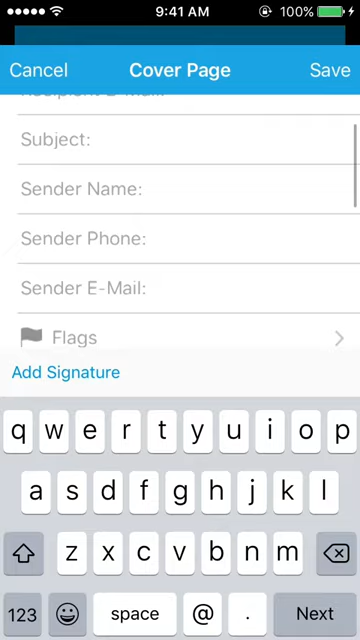 9:41 AM
100%
Cancel
Cover Page
Save
Subject:
Sender Name:
Sender Phone:
Sender E-Mail:
Flags
Add Signature
q w e r t y u i o p
a s d f g h j k l
z x c v b n m
123
space
@
.
Next